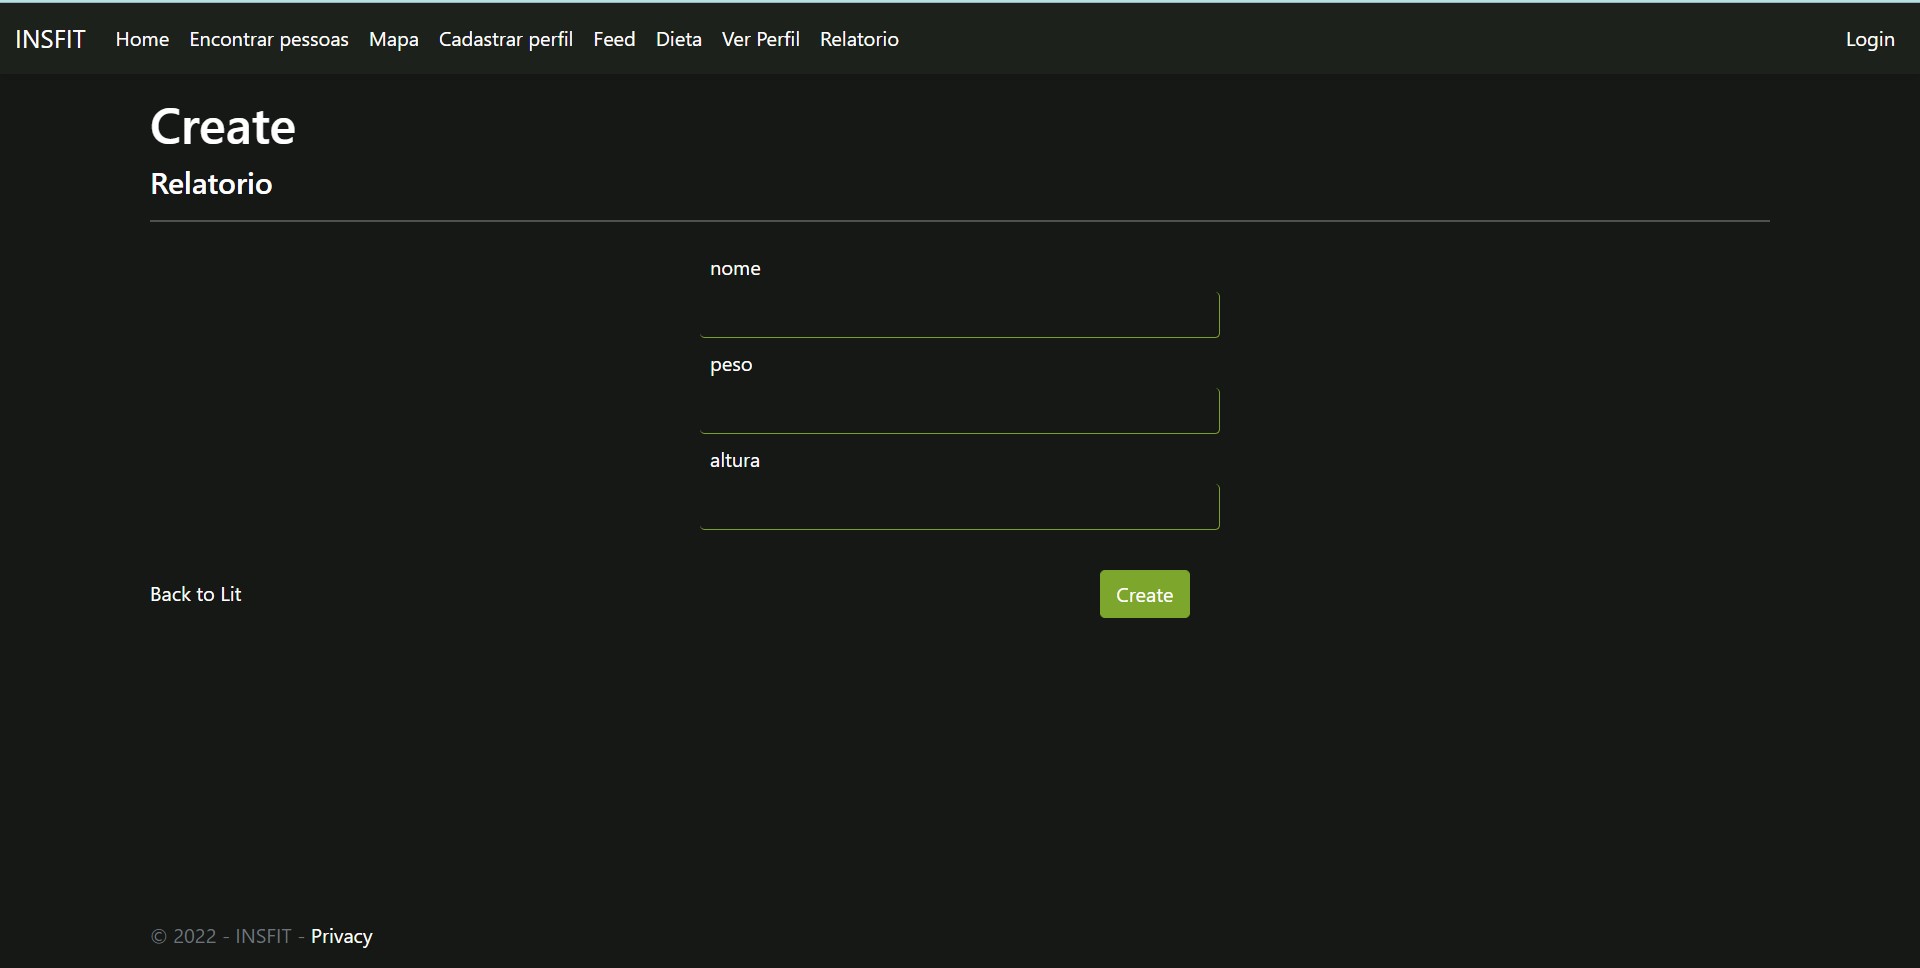 INSFIT Home Encontrar pessoas Mapa Cadastrar perfil Feed Dieta Ver Perfil Relatorio Login
Create
Relatorio
nome
peso
altura
Back to Lit Create
© 2022 - INSFIT - Privacy